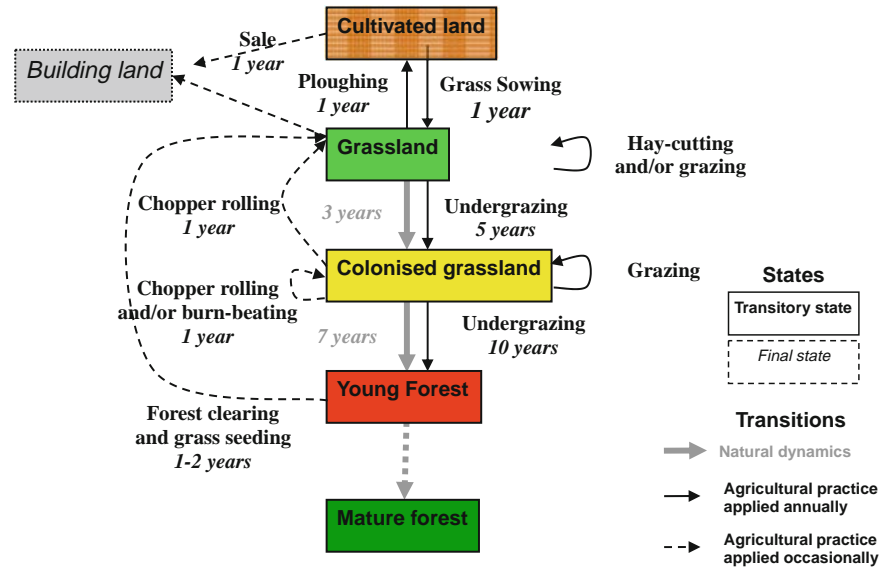 Cultivated land
Sale
1 year
Building land
Ploughing
1 year
Grass Sowing
1 year
Grassland
Hay-cutting
and/or grazing
Chopper rolling
1 year
3 years
Undergrazing
5 years
Colonised grassland
Grazing
Chopper rolling
and/or burn-beating
1 year
7 years
Undergrazing
10 years
Young Forest
Forest clearing
and grass seeding
1-2 years
Mature forest
States
Transitory state
Final state
Transitions
Natural dynamics
Agricultural practice
applied annually
Agricultural practice
applied occasionally